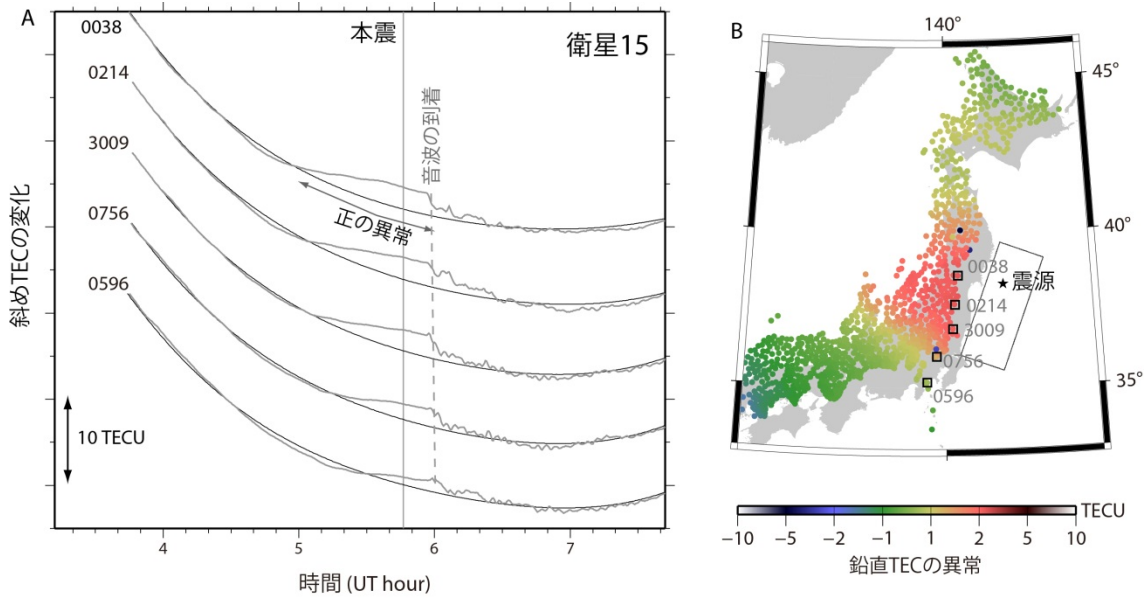 A
0038
0214
3009
0756
0596
本震
衛星15
音波の到着
正の異常
斜めTECの変化
10 TECU
4
5
6
7
時間 (UT hour)
B
140°
45°
40°
35°
0038
震源
0214
3009
0756
0596
140°
TECU
−10
−5
−2
−1
1
2
5
10
鉛直TECの異常